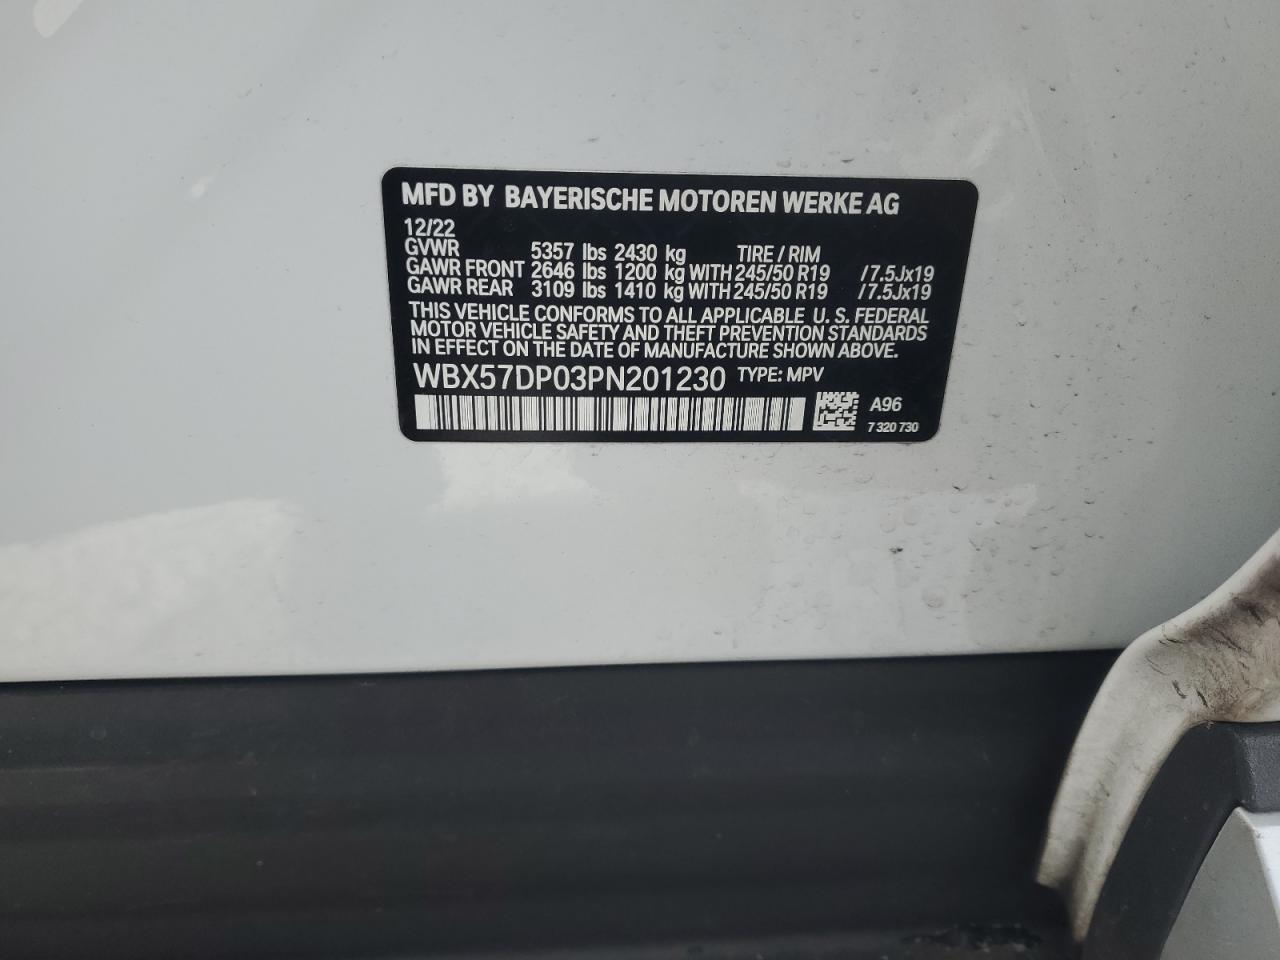 MFD BY BAYERISCHE MOTOREN WERKE AG
12/22
GVWR 5357 lbs 2430 kg TIRE / RIM
GAWR FRONT 2646 lbs 1200 kg WITH 245/50 R19 /7.5Jx19
GAWR REAR 3109 lbs 1410 kg WITH 245/50 R19 /7.5Jx19
THIS VEHICLE CONFORMS TO ALL APPLICABLE U. S. FEDERAL
MOTOR VEHICLE SAFETY AND THEFT PREVENTION STANDARDS
IN EFFECT ON THE DATE OF MANUFACTURE SHOWN ABOVE.
WBX57DP03PN201230 TYPE: MPV
A96
7 320 730